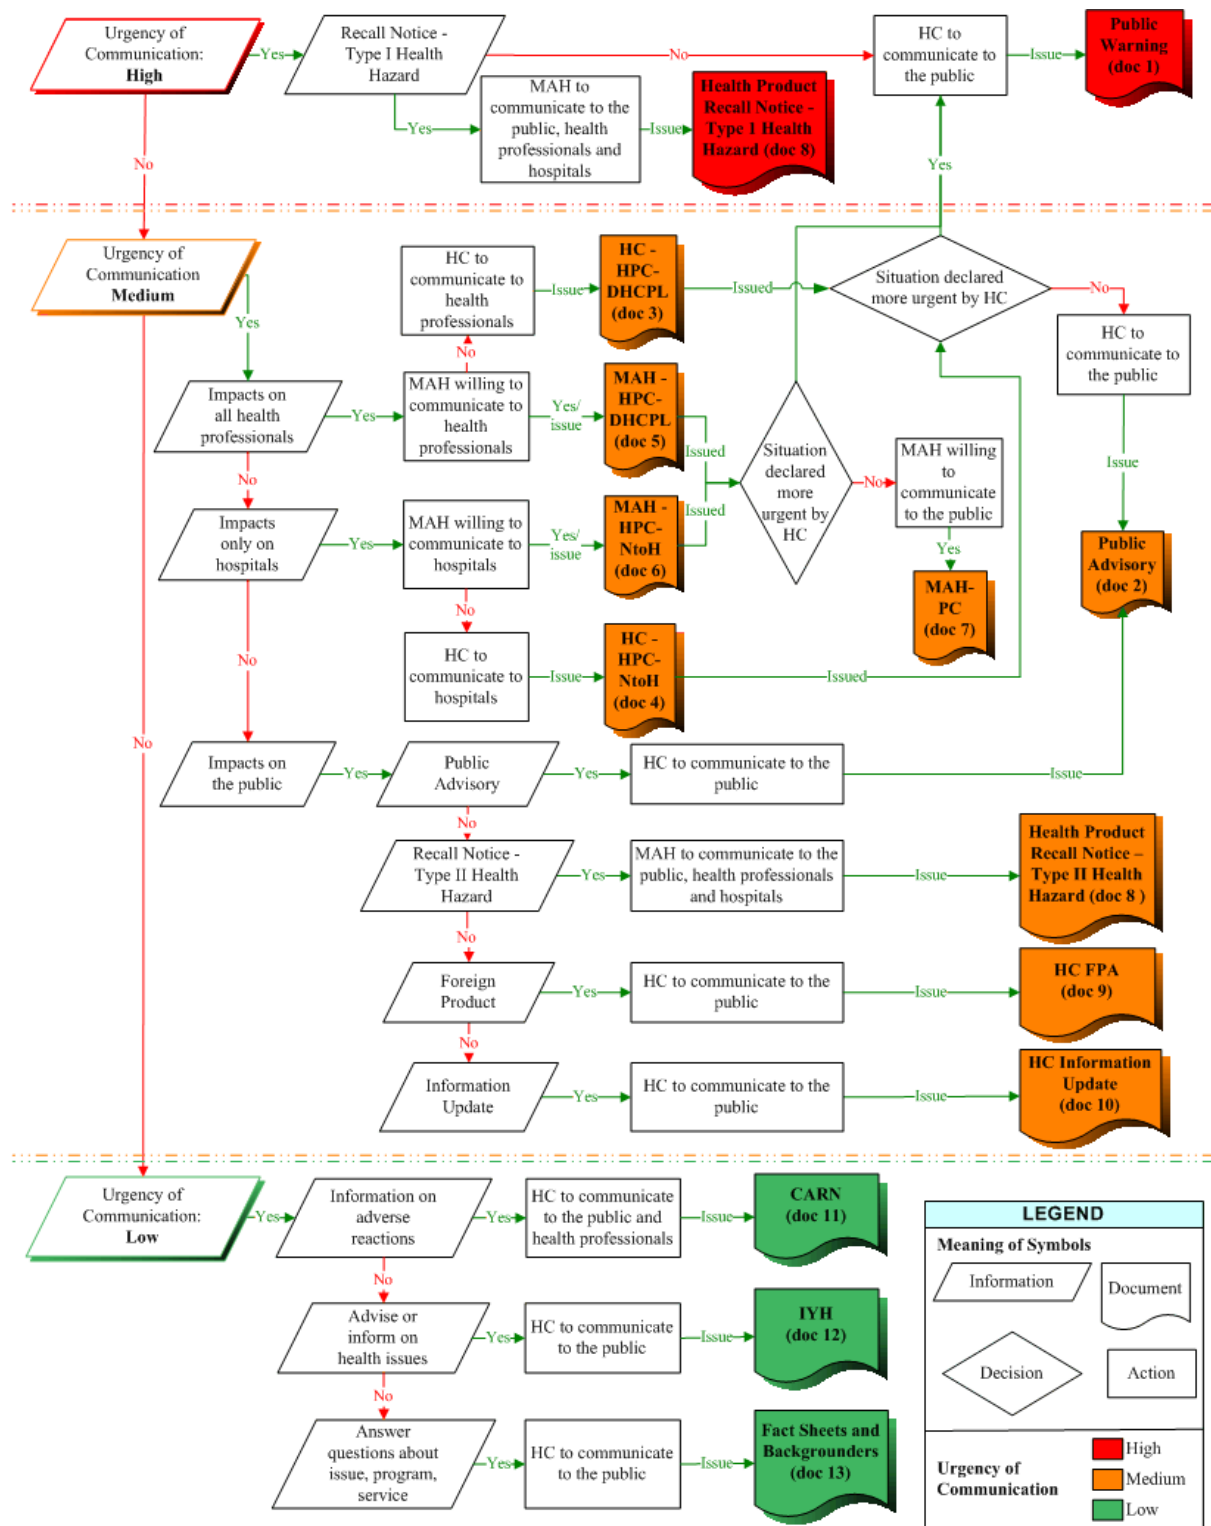 Urgency of
Communication:
High
Yes
Recall Notice -
Type I Health
Hazard
No
HC to
communicate to
the public
Issue
Public
Warning
(doc 1)
Yes
MAH to
communicate to the
public, health
professionals and
hospitals
Issue
Health Product
Recall Notice -
Type 1 Health
Hazard (doc 8)
No
Yes
Urgency of
Communication
Medium
Yes
HC to
communicate to
health
professionals
Issue
HC -
HPC-
DHCPL
(doc 3)
Issued
Situation declared
more urgent by HC
No
HC to
communicate to
the public
Issue
No
Impacts on
all health
professionals
Yes
MAH willing to
communicate to
health
professionals
Yes/
issue
MAH -
HPC-
DHCPL
(doc 5)
Issued
Situation
declared
more
urgent by
HC
No
MAH willing
to
communicate
to the public
Yes
MAH-
PC
(doc 7)
Public
Advisory
(doc 2)
No
Impacts
only on
hospitals
Yes
MAH willing to
communicate to
hospitals
Yes/
issue
MAH -
HPC-
NtoH
(doc 6)
Issued
No
HC to
communicate to
hospitals
Issue
HC -
HPC-
NtoH
(doc 4)
Issued
No
No
Impacts on
the public
Yes
Public
Advisory
Yes
HC to communicate to the
public
Issue
No
Recall Notice -
Type II Health
Hazard
Yes
MAH to communicate to the
public, health professionals
and hospitals
Issue
Health Product
Recall Notice –
Type II Health
Hazard (doc 8 )
No
Foreign
Product
Yes
HC to communicate to the
public
Issue
HC FPA
(doc 9)
No
Information
Update
Yes
HC to communicate to the
public
Issue
HC Information
Update
(doc 10)
Urgency of
Communication:
Low
Yes
Information on
adverse
reactions
Yes
HC to communicate
to the public and
health professionals
Issue
CARN
(doc 11)
No
Advise or
inform on
health issues
Yes
HC to communicate
to the public
Issue
IYH
(doc 12)
No
Answer
questions about
issue, program,
service
Yes
HC to communicate
to the public
Issue
Fact Sheets and
Backgrounders
(doc 13)
LEGEND
Meaning of Symbols
Information
Document
Decision
Action
Urgency of
Communication
High
Medium
Low